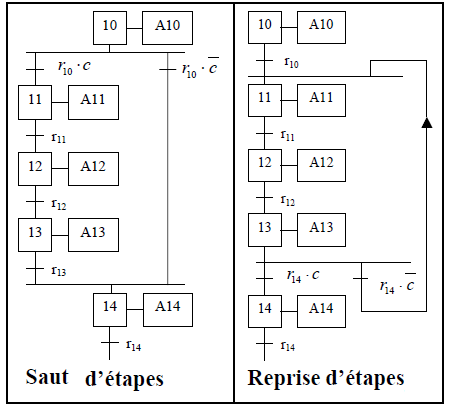 10 A10
r10 · c r10 · c̅
11 A11
r11
12 A12
r12
13 A13
r13
14 A14
r14
Saut d’étapes
10 A10
r10
11 A11
r11
12 A12
r12
13 A13
r14 · c r14 · c̅
14 A14
r14
Reprise d’étapes